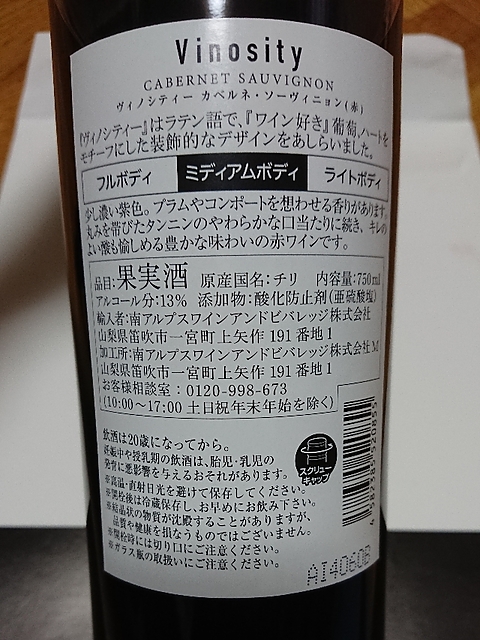 Vinosity
CABERNET SAUVIGNON
ヴィノシティー カベルネ・ソーヴィニョン(赤)
『ヴィノシティー』はラテン語で、『ワイン好き』葡萄、ハートを
モチーフにした装飾的なデザインをあしらいました。
フルボディ ミディアムボディ ライトボディ
少し濃い紫色。プラムやコンポートを想わせる香りがあります。
丸みを帯びたタンニンのやわらかな口当たりに続き、キレの
よい酸も愉しめる豊かな味わいの赤ワインです。
品目:果実酒 原産国名:チリ 内容量:750ml
アルコール分:13% 添加物:酸化防止剤(亜硫酸塩)
輸入者:南アルプスワインアンドビバレッジ株式会社
山梨県笛吹市一宮町上矢作 191 番地 1
加工所:南アルプスワインアンドビバレッジ株式会社 M
山梨県笛吹市一宮町上矢作 191 番地 1
お客様相談室:0120-998-673
(10:00~17:00 土日祝年末年始を除く)
飲酒は20歳になってから。
妊娠中や授乳期の飲酒は、胎児・乳児の
発育に悪影響を与えるおそれがあります。
※高温・直射日光を避けて保存してください。
※開栓後は冷蔵保存し、お早めにお飲み下さい。
※結晶状の物質が沈殿することがありますが、
品質や健康を損なうものではございません。
※開栓時には切り口にご注意ください。
※ガラス瓶の取扱いにご注意ください。
スクリュー
キャップ
AI4060B